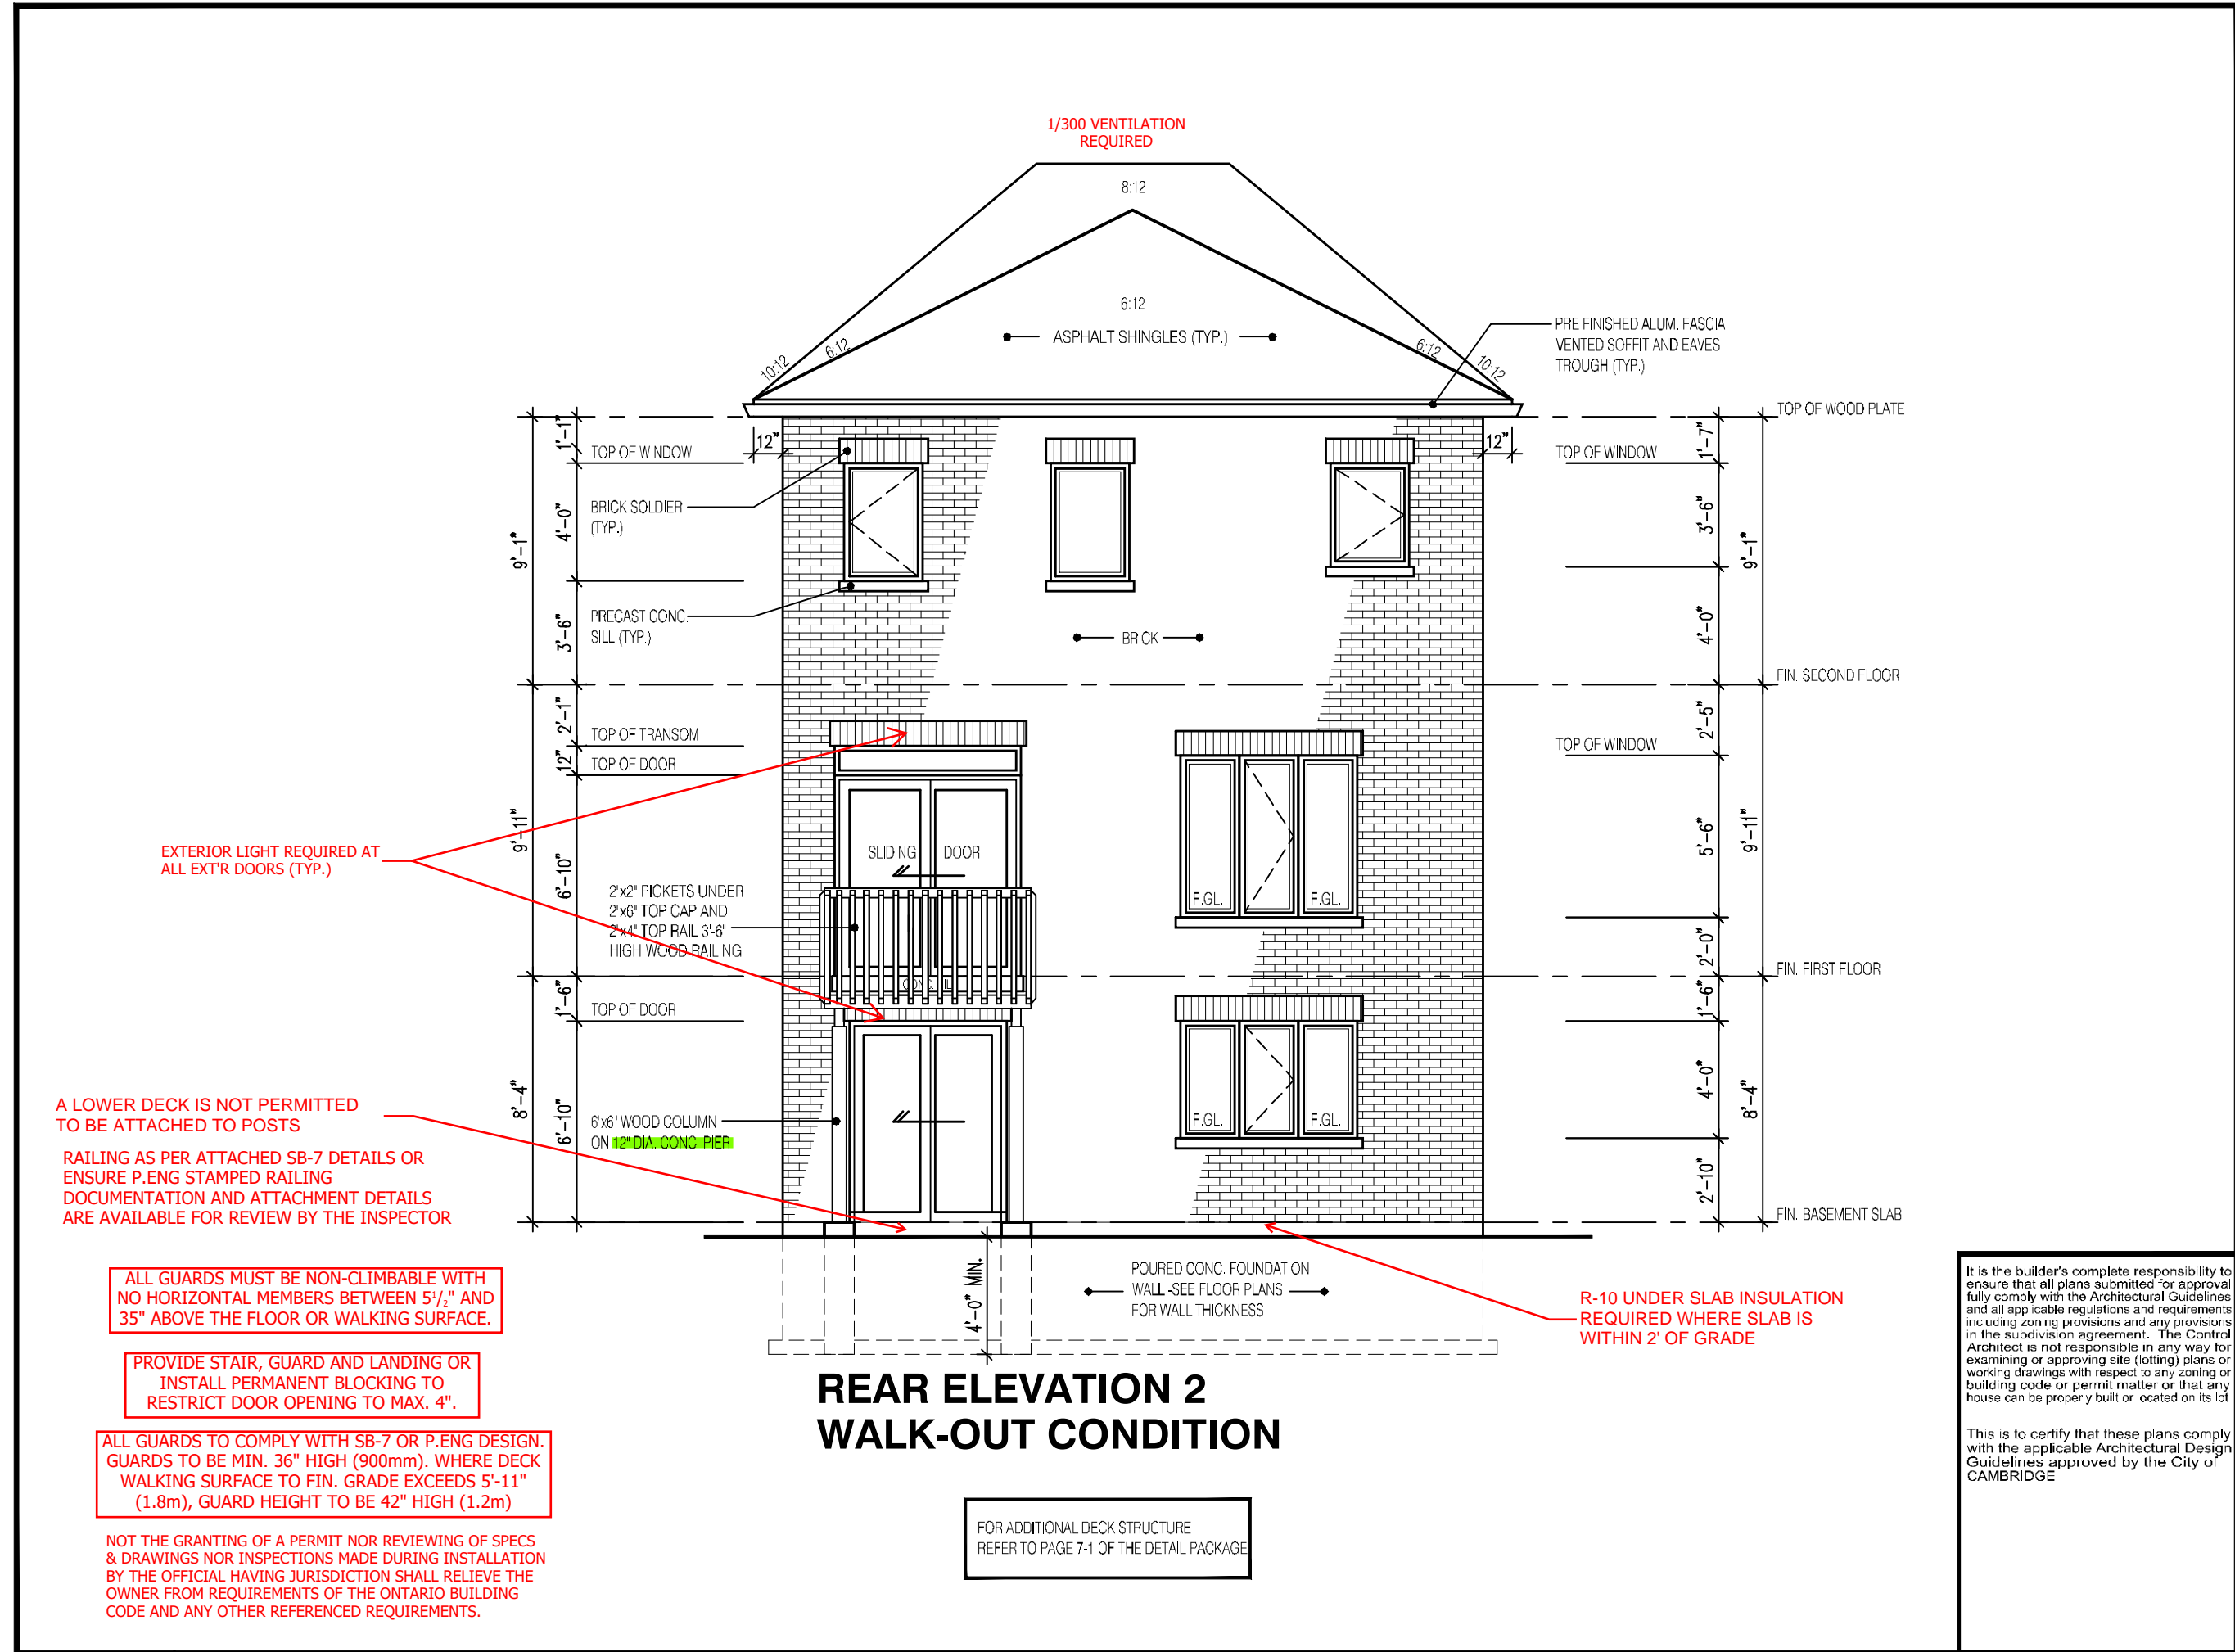 1/300 VENTILATION
REQUIRED
8:12
6:12
ASPHALT SHINGLES (TYP.)
10:12
6:12
6:12
10:12
PRE FINISHED ALUM. FASCIA
VENTED SOFFIT AND EAVES
TROUGH (TYP.)
TOP OF WOOD PLATE
12"
12"
1'-1"
TOP OF WINDOW
TOP OF WINDOW
1'-7"
BRICK SOLDIER
(TYP.)
4'-0"
9'-1"
3'-6"
9'-1"
PRECAST CONC.
SILL (TYP.)
3'-6"
BRICK
4'-0"
FIN. SECOND FLOOR
2'-1"
TOP OF TRANSOM
12"
TOP OF DOOR
2'-5"
TOP OF WINDOW
9'-11"
6'-10"
5'-6"
9'-11"
EXTERIOR LIGHT REQUIRED AT
ALL EXT'R DOORS (TYP.)
SLIDING DOOR
2"x2" PICKETS UNDER
2"x6" TOP CAP AND
2"x4" TOP RAIL 3'-6"
HIGH WOOD RAILING
F.GL.
F.GL.
2'-0"
FIN. FIRST FLOOR
1'-6"
TOP OF DOOR
1'-6"
8'-4"
6'-10"
4'-0"
8'-4"
A LOWER DECK IS NOT PERMITTED
TO BE ATTACHED TO POSTS
6"x6" WOOD COLUMN
ON 12" DIA. CONC. PIER
F.GL.
F.GL.
RAILING AS PER ATTACHED SB-7 DETAILS OR
ENSURE P.ENG STAMPED RAILING
DOCUMENTATION AND ATTACHMENT DETAILS
ARE AVAILABLE FOR REVIEW BY THE INSPECTOR
2'-10"
FIN. BASEMENT SLAB
4'-0" MIN.
POURED CONC. FOUNDATION
WALL -SEE FLOOR PLANS
FOR WALL THICKNESS
R-10 UNDER SLAB INSULATION
REQUIRED WHERE SLAB IS
WITHIN 2' OF GRADE
ALL GUARDS MUST BE NON-CLIMBABLE WITH
NO HORIZONTAL MEMBERS BETWEEN 5 1/2" AND
35" ABOVE THE FLOOR OR WALKING SURFACE.
PROVIDE STAIR, GUARD AND LANDING OR
INSTALL PERMANENT BLOCKING TO
RESTRICT DOOR OPENING TO MAX. 4".
ALL GUARDS TO COMPLY WITH SB-7 OR P.ENG DESIGN.
GUARDS TO BE MIN. 36" HIGH (900mm). WHERE DECK
WALKING SURFACE TO FIN. GRADE EXCEEDS 5'-11"
(1.8m), GUARD HEIGHT TO BE 42" HIGH (1.2m)
NOT THE GRANTING OF A PERMIT NOR REVIEWING OF SPECS
& DRAWINGS NOR INSPECTIONS MADE DURING INSTALLATION
BY THE OFFICIAL HAVING JURISDICTION SHALL RELIEVE THE
OWNER FROM REQUIREMENTS OF THE ONTARIO BUILDING
CODE AND ANY OTHER REFERENCED REQUIREMENTS.
REAR ELEVATION 2
WALK-OUT CONDITION
FOR ADDITIONAL DECK STRUCTURE
REFER TO PAGE 7-1 OF THE DETAIL PACKAGE
It is the builder's complete responsibility to
ensure that all plans submitted for approval
fully comply with the Architectural Guidelines
and all applicable regulations and requirements
including zoning provisions and any provisions
in the subdivision agreement. The Control
Architect is not responsible in any way for
examining or approving site (lotting) plans or
working drawings with respect to any zoning or
building code or permit matter or that any
house can be properly built or located on its lot.
This is to certify that these plans comply
with the applicable Architectural Design
Guidelines approved by the City of
CAMBRIDGE